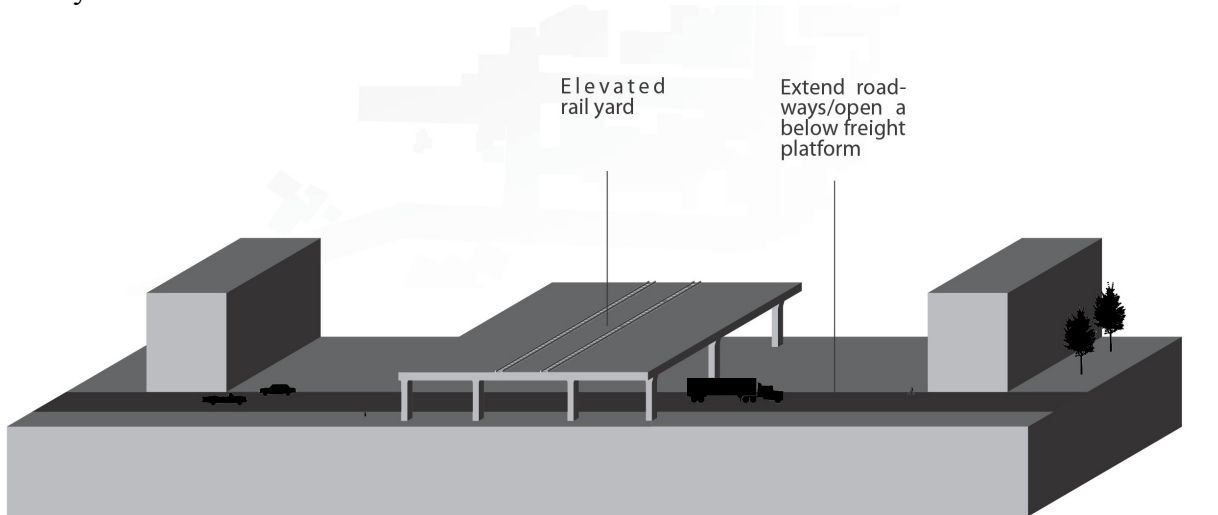 Elevated
rail yard
Extend road-
ways/open a
below freight
platform